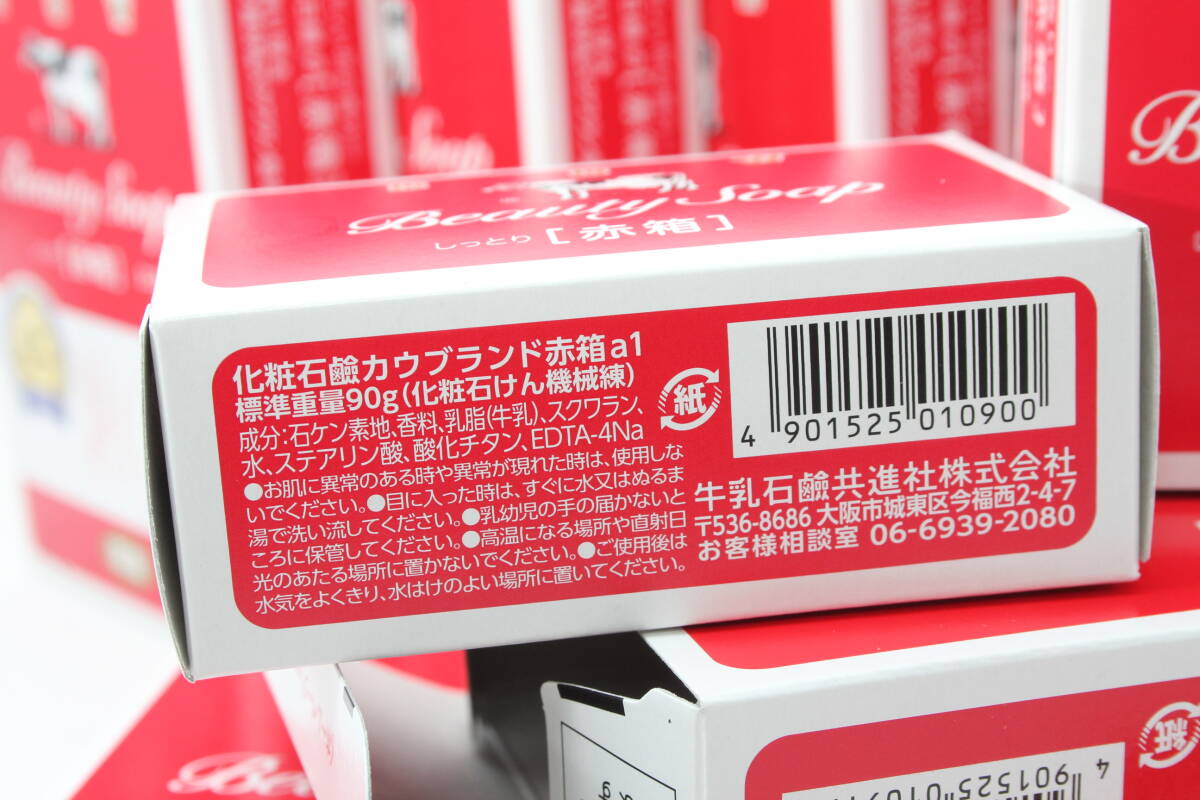 Beauty Soap
しっとり [赤箱]
化粧石鹼カウブランド赤箱a1
標準重量90g(化粧石けん機械練)
成分:石ケン素地、香料、乳脂(牛乳)、スクワラン、
水、ステアリン酸、酸化チタン、EDTA-4Na
●お肌に異常のある時や異常が現れた時は、使用しな
いでください。●目に入った時は、すぐに水又はぬるま
湯で洗い流してください。●乳幼児の手の届かないと
ころに保管してください。●高温になる場所や直射日
光のあたる場所に置かないでください。●ご使用後は
水気をよくきり、水はけのよい場所に置いてください。
紙
4 901525 010900
牛乳石鹼共進社株式会社
〒536-8686 大阪市城東区今福西2-4-7
お客様相談室 06-6939-2080
Beauty Soap
Soap
Beauty
紙